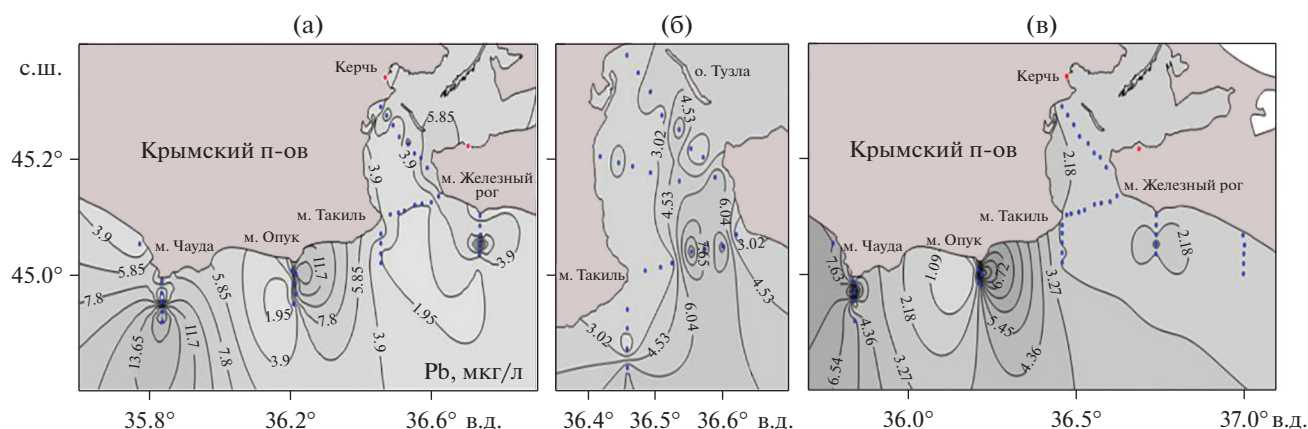 (а)
(б)
(в)
с.ш.
45.2°
45.0°
Керчь
5.85
3.9
3.9
Крымский п-ов
м. Железный
рог
м. Такиль
м. Опук
м. Чауда
3.9
5.85
7.8
5.85
11.7
5.85
3.9
1.95
1.95
7.8
3.9
3.9
13.65
11.7
7.8
Pb, мкг/л
35.8°
36.2°
36.6° в.д.
о. Тузла
4.53
3.02
4.53
6.04
3.02
м. Такиль
3.02
4.53
6.04
4.53
36.4°
36.5°
36.6° в.д.
Керчь
Крымский п-ов
2.18
м. Железный рог
м. Такиль
м. Опук
м. Чауда
2.18
7.63
1.09
6.72
2.18
3.27
5.45
4.36
4.36
6.54
3.27
36.0°
36.5°
37.0° в.д.